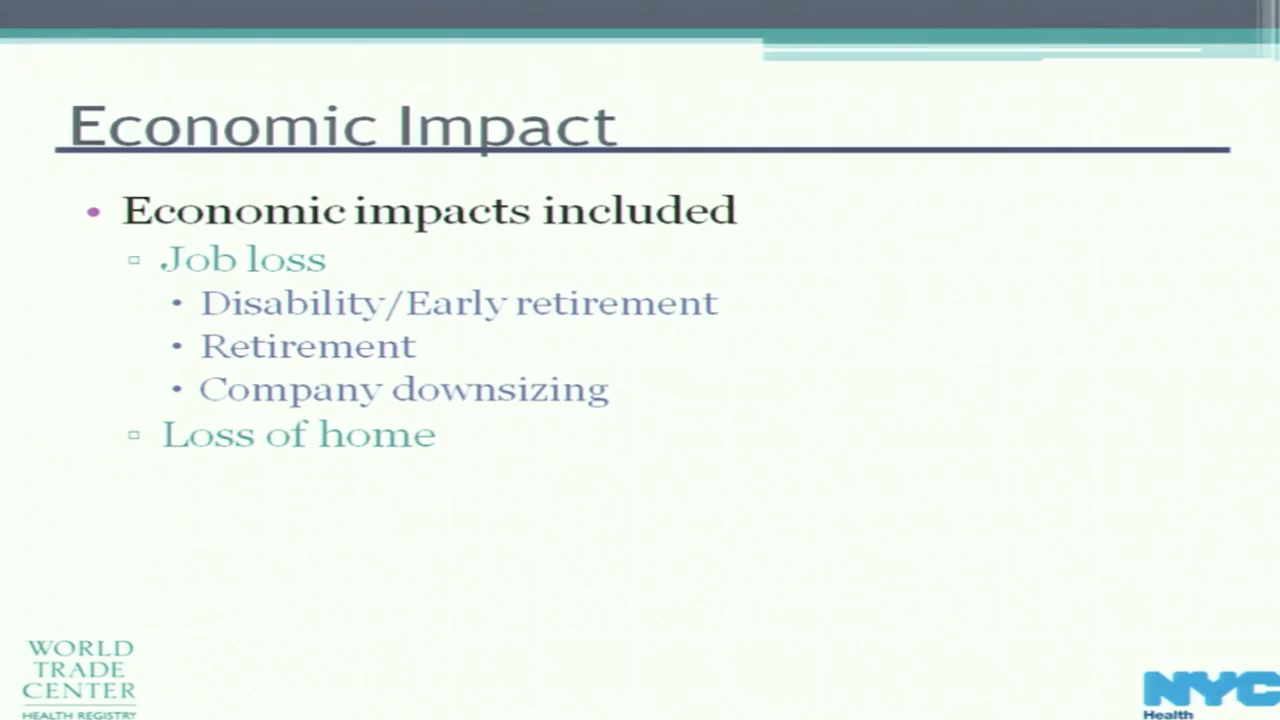 Economic Impact
• Economic impacts included
▫ Job loss
• Disability/Early retirement
• Retirement
• Company downsizing
▫ Loss of home
WORLD
TRADE
CENTER
HEALTH REGISTRY
NYC
Health